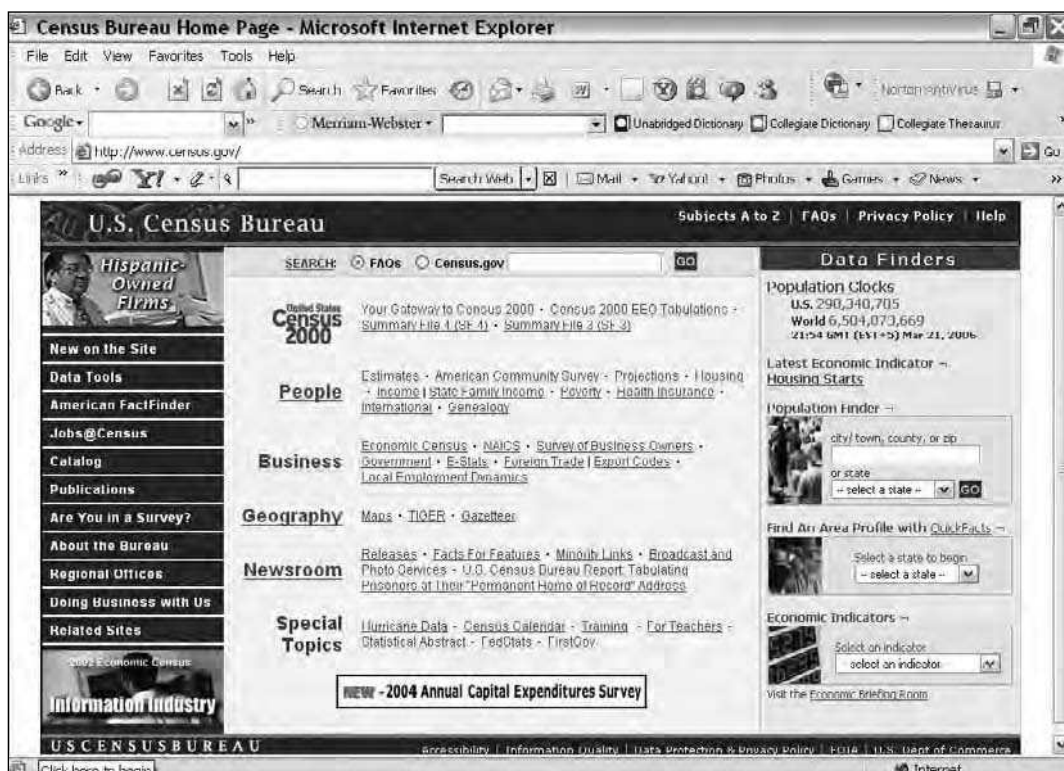 Census Bureau Home Page - Microsoft Internet Explorer
File Edit View Favorites Tools Help
Back Search Favorites
Google Merriam-Webster Unabridged Dictionary Collegiate Dictionary Collegiate Thesaurus
Address http://www.census.gov/ Go
Links » Search Web Mail Yahoo! Photos Games News »
U.S. Census Bureau
Subjects A to Z | FAQs | Privacy Policy | Help
Hispanic-
Owned
Firms
New on the Site
Data Tools
American FactFinder
Jobs@Census
Catalog
Publications
Are You in a Survey?
About the Bureau
Regional Offices
Doing Business with Us
Related Sites
2002 Economic Census
Information Industry
SEARCH: FAQs Census.gov GO
United States
Census
2000
Your Gateway to Census 2000 · Census 2000 EEO Tabulations ·
Summary File 4 (SF 4) · Summary File 3 (SF 3)
People
Estimates · American Community Survey · Projections · Housing
· Income | State Family Income · Poverty · Health Insurance ·
International · Genealogy
Business
Economic Census · NAICS · Survey of Business Owners ·
Government · E-Stats · Foreign Trade | Export Codes ·
Local Employment Dynamics
Geography
Maps · TIGER · Gazetteer
Newsroom
Releases · Facts For Features · Minority Links · Broadcast and
Photo Services · U.S. Census Bureau Report Tabulating
Prisoners at Their "Permanent Home of Record" Address
Special
Topics
Hurricane Data · Census Calendar · Training · For Teachers ·
Statistical Abstract · FedStats · FirstGov
NEW - 2004 Annual Capital Expenditures Survey
Data Finders
Population Clocks
U.S. 298,340,705
World 6,504,073,669
21:54 GMT (EST+5) Mar 21, 2006
Latest Economic Indicator
Housing Starts
Population Finder
city/ town, county, or zip
or state
-- select a state -- GO
Find An Area Profile with QuickFacts
Select a state to begin
-- select a state --
Economic Indicators
Select an indicator
select an indicator
Visit the Economic Briefing Room
USCENSUSBUREAU
Accessibility | Information Quality | Data Protection & Privacy Policy | FOIA | U.S. Dept of Commerce
Click here to begin Internet